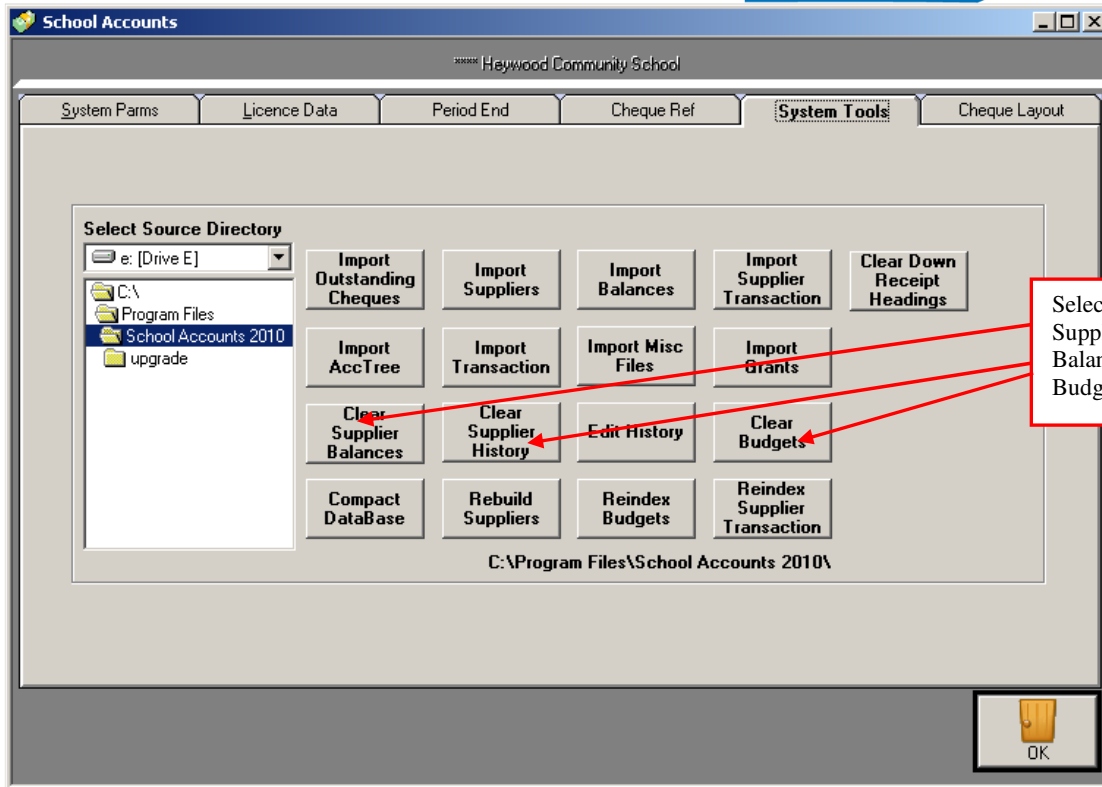 School Accounts
**** Heywood Community School
System Parms
Licence Data
Period End
Cheque Ref
System Tools
Cheque Layout
Select Source Directory
e: [Drive E]
C:\
Program Files
School Accounts 2010
upgrade
Import
Outstanding
Cheques
Import
Suppliers
Import
Balances
Import
Supplier
Transaction
Clear Down
Receipt
Headings
Import
AccTree
Import
Transaction
Import Misc
Files
Import
Grants
Clear
Supplier
Balances
Clear
Supplier
History
Edit History
Clear
Budgets
Compact
DataBase
Rebuild
Suppliers
Reindex
Budgets
Reindex
Supplier
Transaction
C:\Program Files\School Accounts 2010\
OK